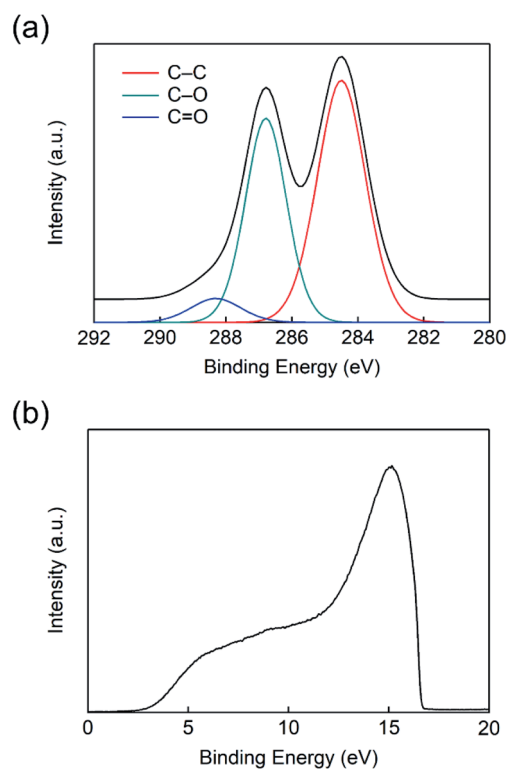 (a)
C–C
C–O
C=O
Intensity (a.u.)
292 290 288 286 284 282 280
Binding Energy (eV)
(b)
Intensity (a.u.)
0 5 10 15 20
Binding Energy (eV)